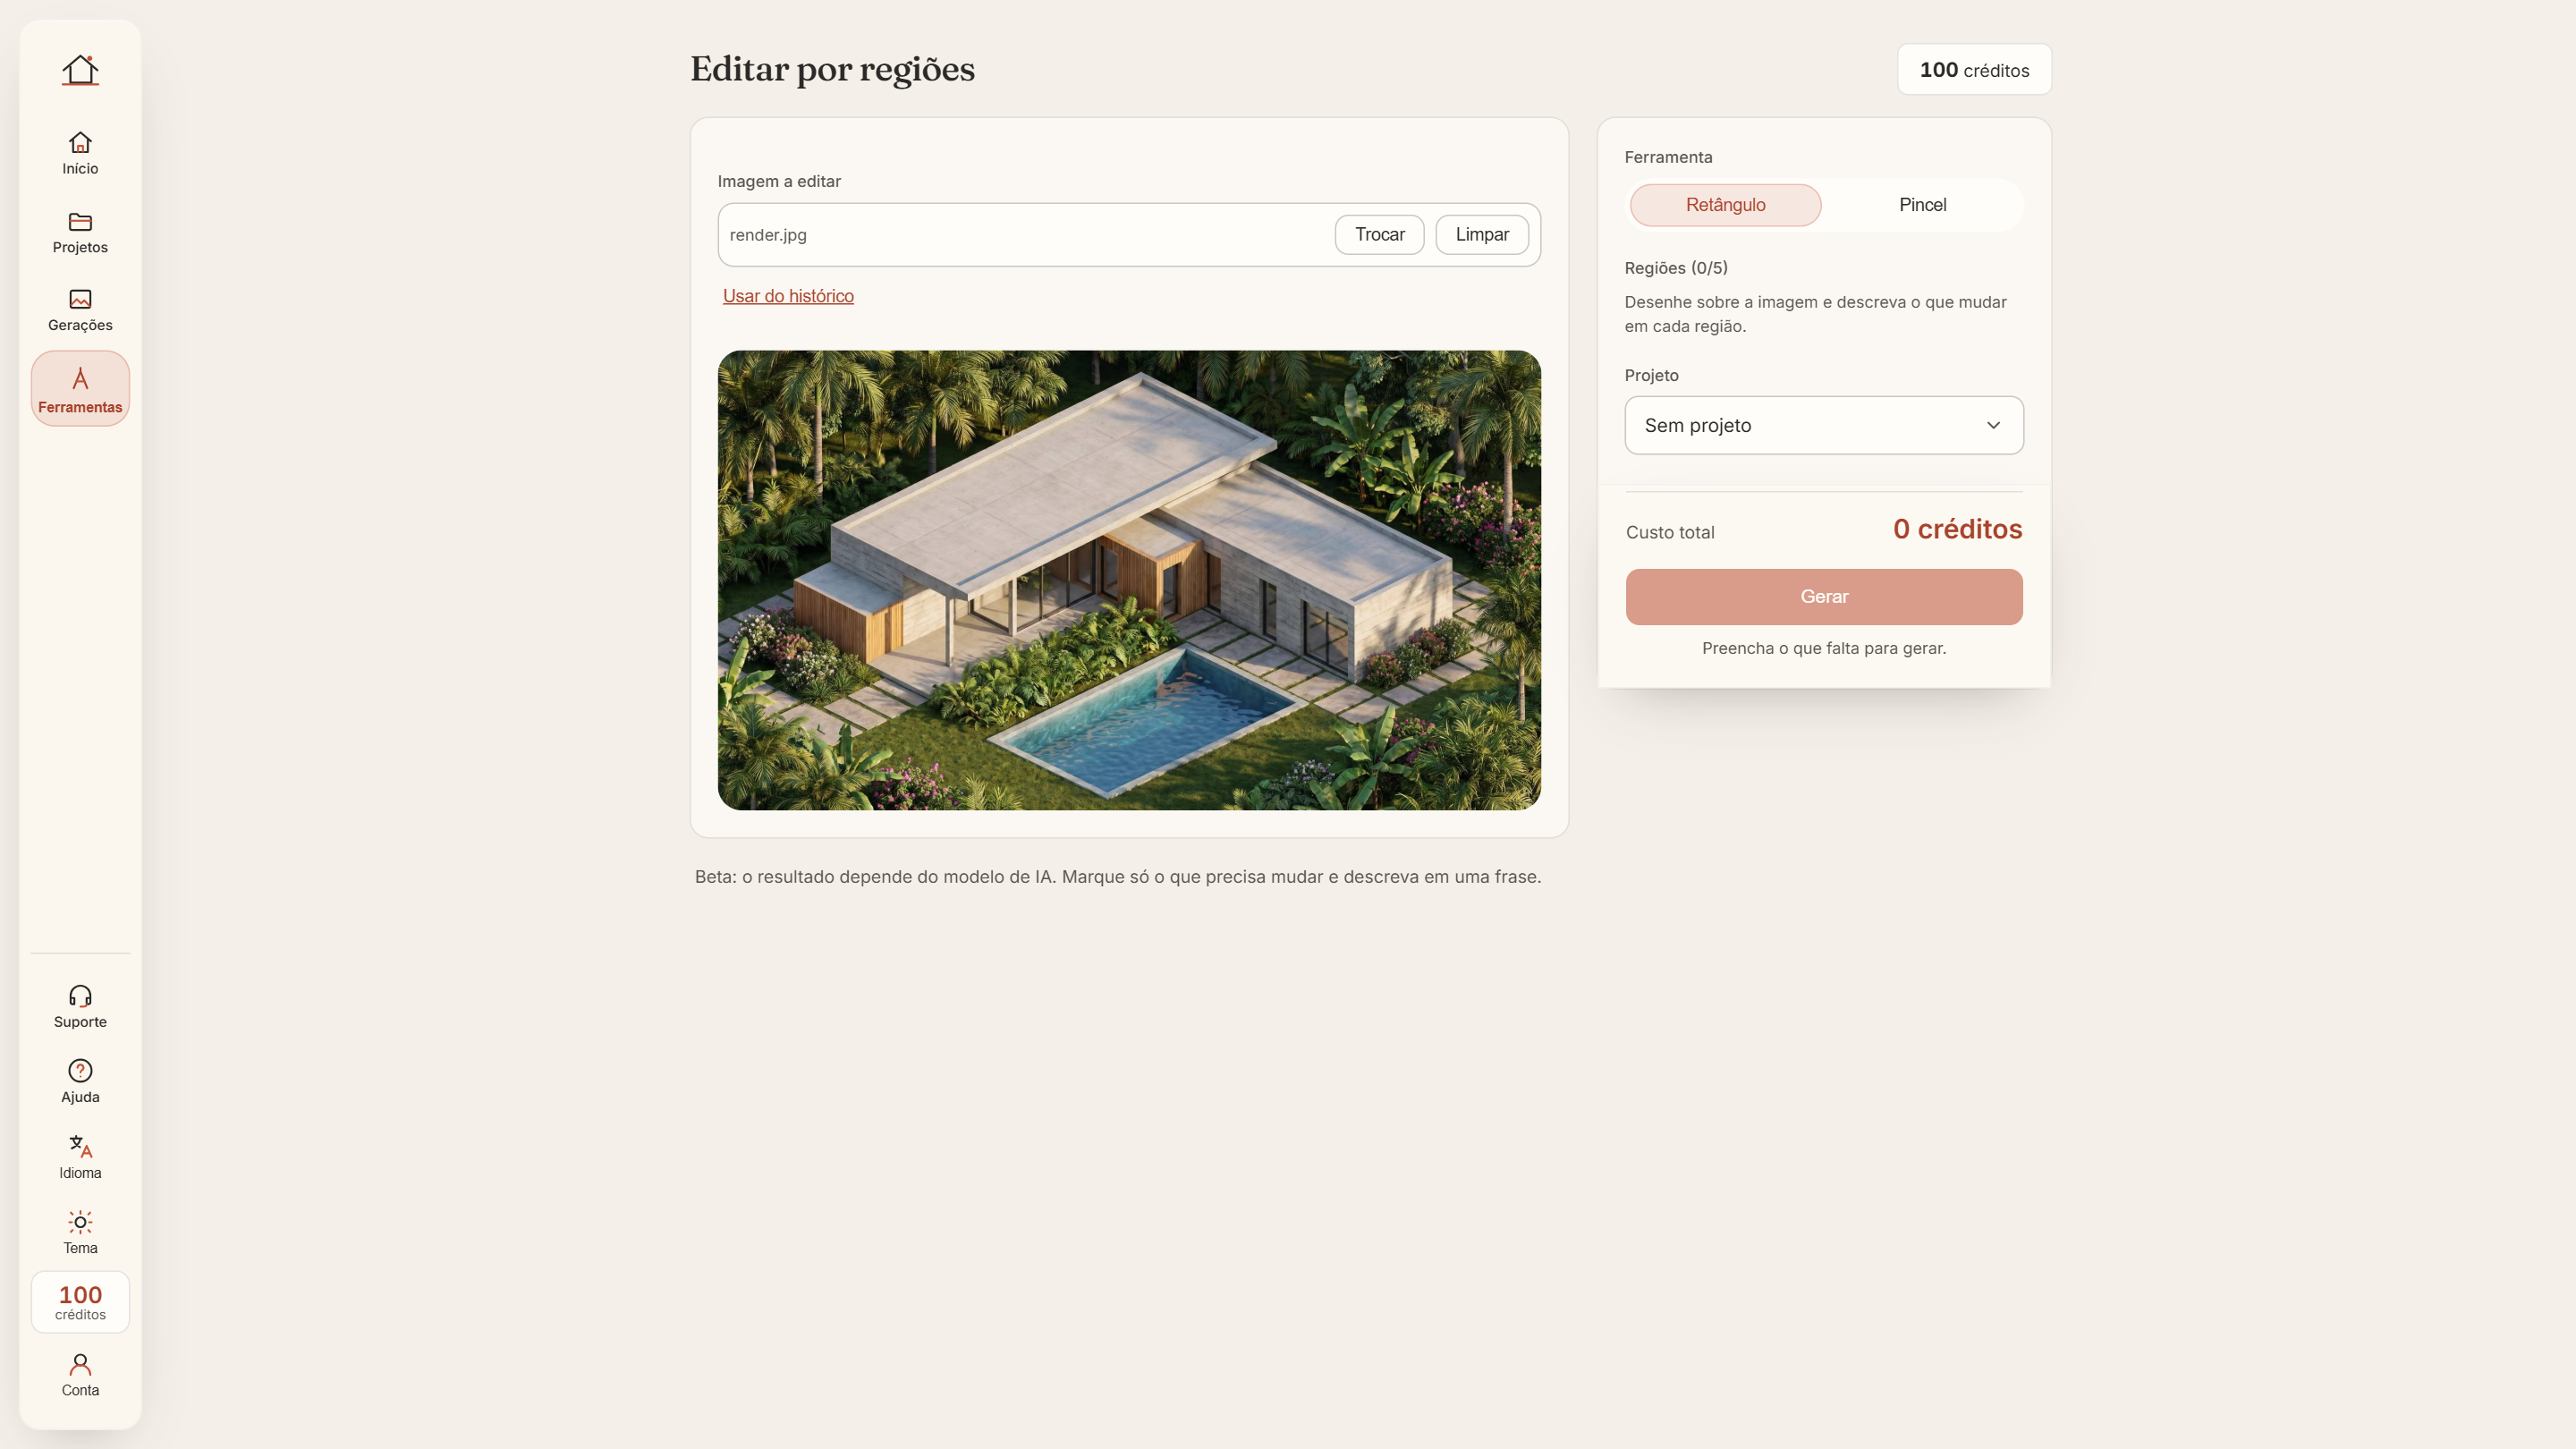 Início
Projetos
Gerações
Ferramentas
Suporte
Ajuda
Idioma
Tema
100
créditos
Conta
Editar por regiões
100 créditos
Imagem a editar
render.jpg
Trocar
Limpar
Usar do histórico
Beta: o resultado depende do modelo de IA. Marque só o que precisa mudar e descreva em uma frase.
Ferramenta
Retângulo
Pincel
Regiões (0/5)
Desenhe sobre a imagem e descreva o que mudar
em cada região.
Projeto
Sem projeto
Custo total
0 créditos
Gerar
Preencha o que falta para gerar.